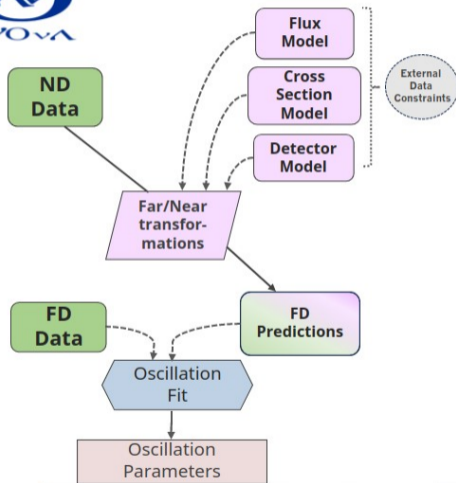 NOvA
Flux
Model
ND
Data
Cross
Section
Model
External
Data
Constraints
Detector
Model
Far/Near
transfor-
mations
FD
Data
FD
Predictions
Oscillation
Fit
Oscillation
Parameters